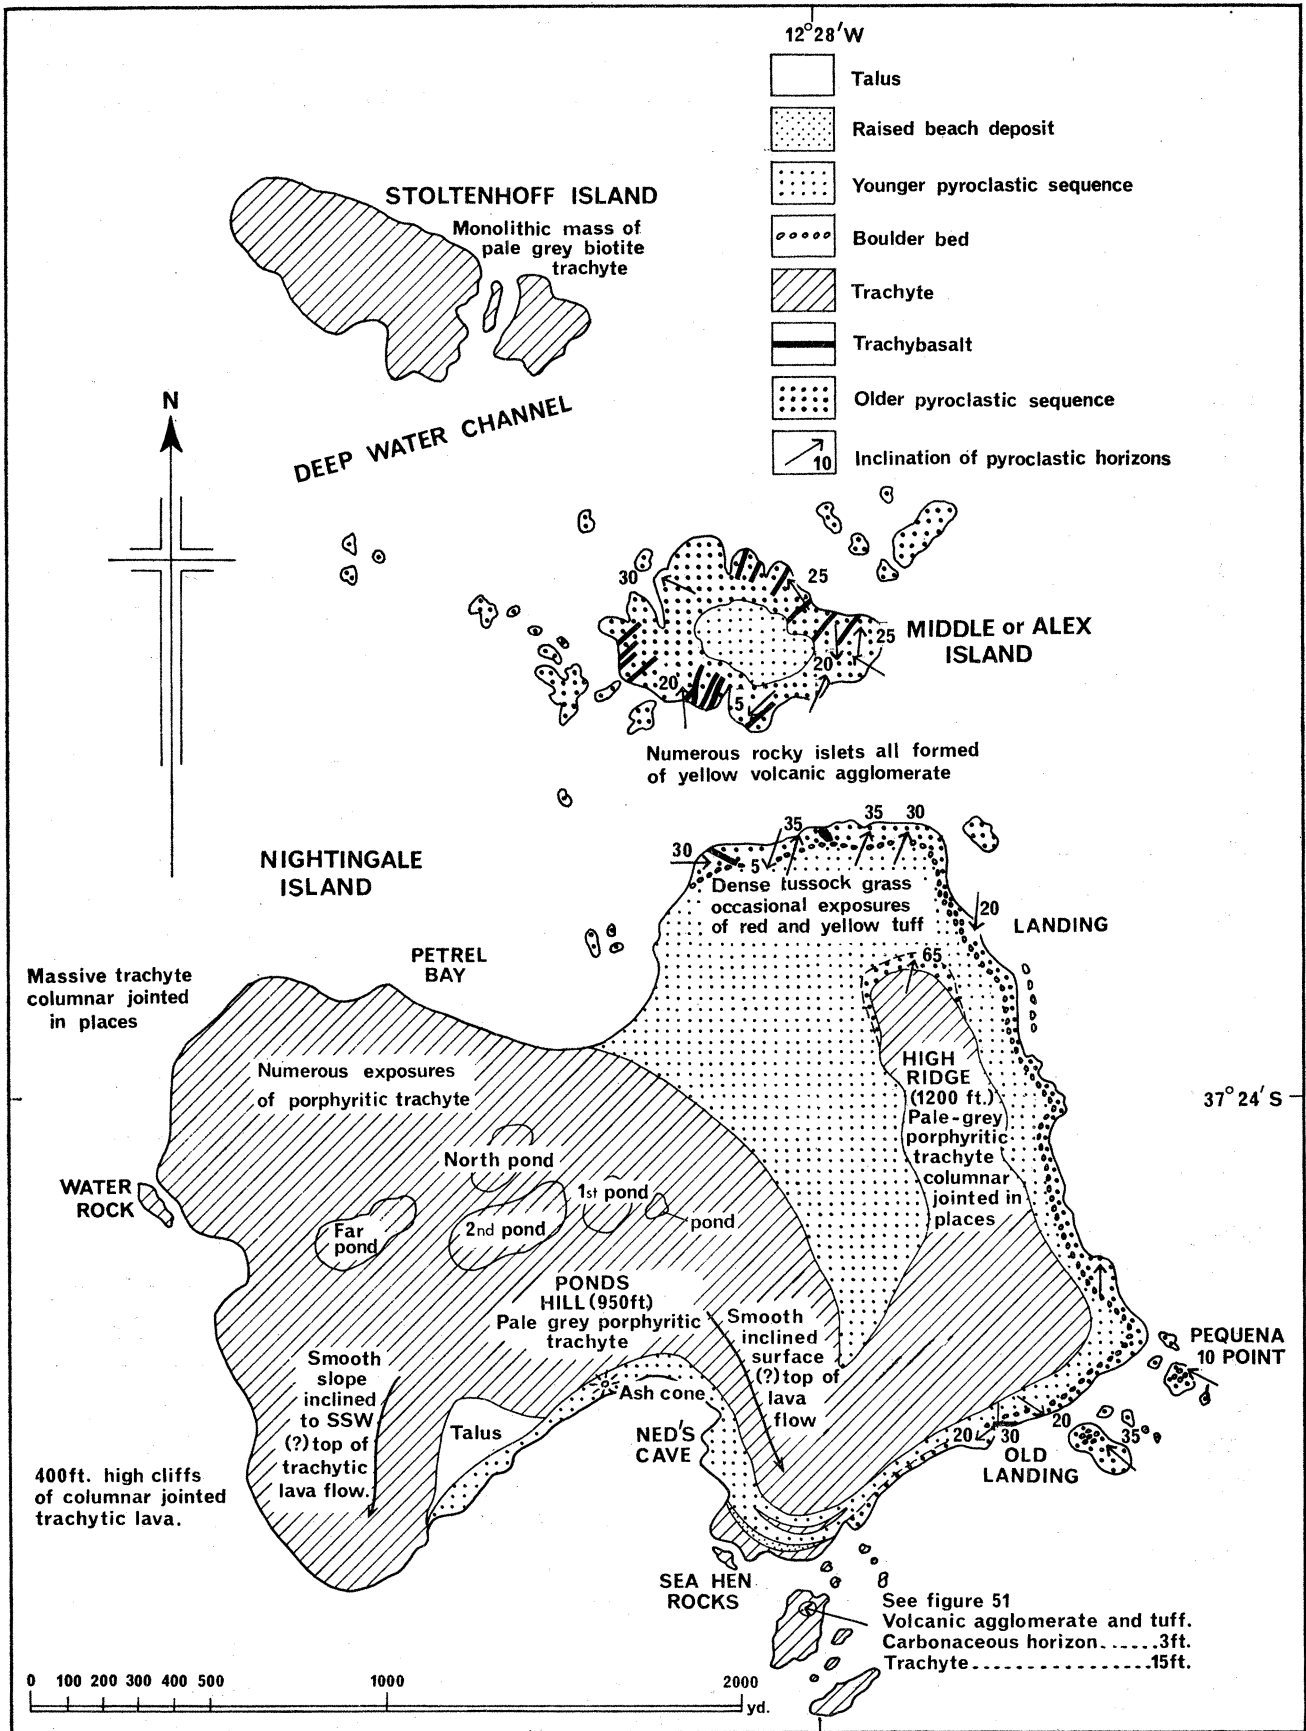 12°28'W
Talus
Raised beach deposit
Younger pyroclastic sequence
Boulder bed
Trachyte
Trachybasalt
Older pyroclastic sequence
10
Inclination of pyroclastic horizons
STOLTENHOFF ISLAND
Monolithic mass of
pale grey biotite
trachyte
N
DEEP WATER CHANNEL
30
25
25
20
20
5
MIDDLE or ALEX
ISLAND
Numerous rocky islets all formed
of yellow volcanic agglomerate
35
35
30
30
5
NIGHTINGALE
ISLAND
Dense tussock grass
occasional exposures
of red and yellow tuff
20
LANDING
PETREL
BAY
65
Massive trachyte
columnar jointed
in places
Numerous exposures
of porphyritic trachyte
HIGH
RIDGE
(1200 ft.)
Pale-grey
porphyritic
trachyte
columnar
jointed in
places
37°24'S
North pond
WATER
ROCK
1st pond
pond
Far
pond
2nd pond
PONDS
HILL (950ft)
Pale grey porphyritic
trachyte
Smooth
inclined
surface
(?) top of
lava
flow
PEQUENA
10 POINT
Smooth
slope
inclined
to SSW
(?) top of
trachytic
lava flow.
Ash cone
Talus
NED'S
CAVE
20
30
20
35
OLD
LANDING
400ft. high cliffs
of columnar jointed
trachytic lava.
SEA HEN
ROCKS
See figure 51
Volcanic agglomerate and tuff.
Carbonaceous horizon......3ft.
Trachyte..................15ft.
0 100 200 300 400 500 1000 2000
yd.